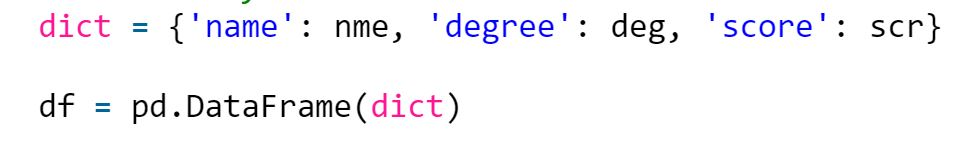 dict = {'name': nme, 'degree': deg, 'score': scr}
df = pd.DataFrame(dict)